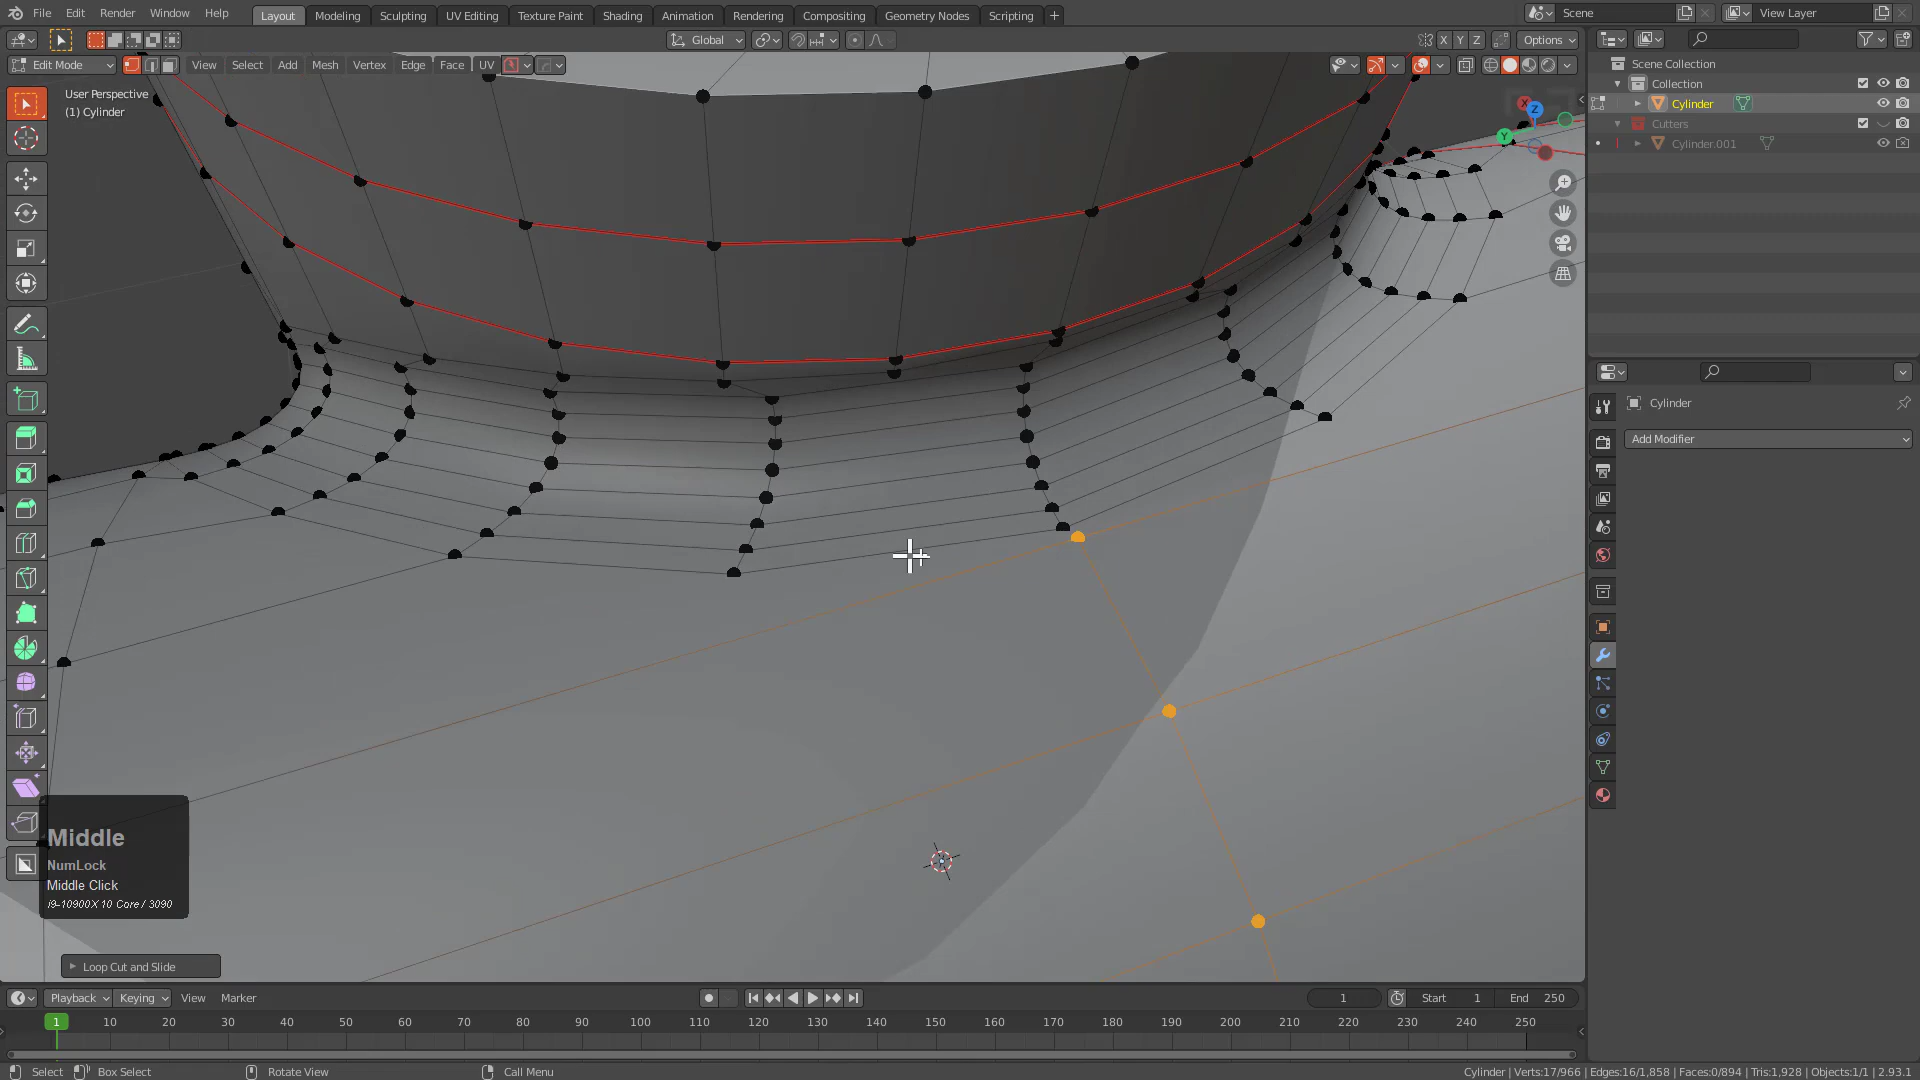 File Edit Render Window Help
Layout Modeling Sculpting UV Editing Texture Paint Shading Animation Rendering Compositing Geometry Nodes Scripting +
Scene
View Layer
Global
X Y Z
Options
Edit Mode
View Select Add Mesh Vertex Edge Face UV
User Perspective
(1) Cylinder
X
Z
Y
Scene Collection
Collection
Cylinder
Cutters
Cylinder.001
Cylinder
Add Modifier
Middle
NumLock
Middle Click
i9-10900X 10 Core / 3090
Loop Cut and Slide
Playback Keying View Marker
1
Start 1
End 250
1 10 20 30 40 50 60 70 80 90 100 110 120 130 140 150 160 170 180 190 200 210 220 230 240 250
Select Box Select Rotate View Call Menu
Cylinder | Verts:17/966 | Edges:16/1,858 | Faces:0/894 | Tris:1,928 | Objects:1/1 | 2.93.1